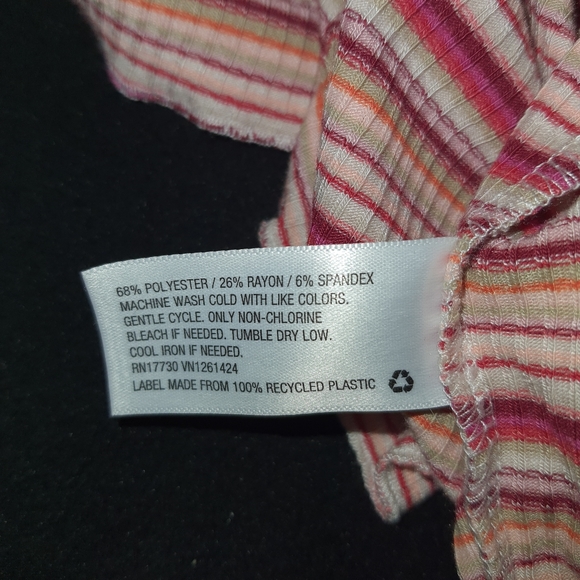 68% POLYESTER / 26% RAYON / 6% SPANDEX
MACHINE WASH COLD WITH LIKE COLORS.
GENTLE CYCLE. ONLY NON-CHLORINE
BLEACH IF NEEDED. TUMBLE DRY LOW.
COOL IRON IF NEEDED.
RN17730 VN1261424
LABEL MADE FROM 100% RECYCLED PLASTIC